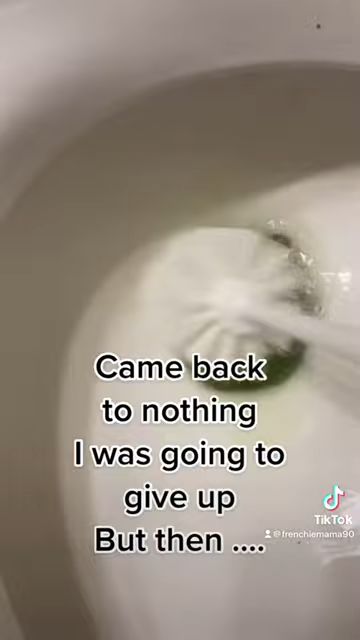 Came back
to nothing
I was going to
give up
But then ....
TikTok
@frenchiemama90